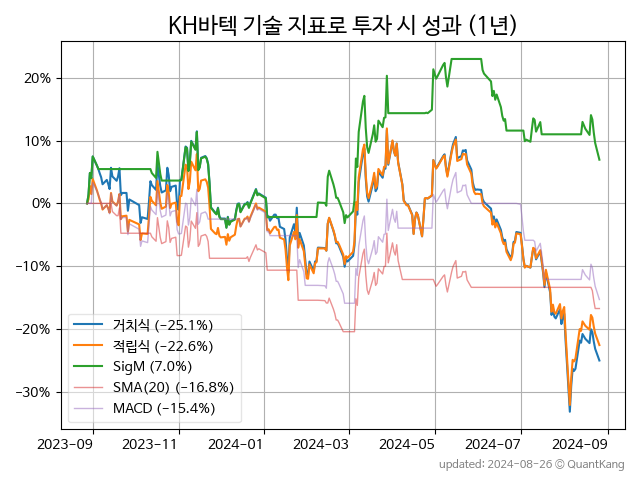 KH바텍 기술 지표로 투자 시 성과 (1년)
20%
10%
0%
−10%
−20%
−30%
거치식 (−25.1%)
적립식 (−22.6%)
SigM (7.0%)
SMA(20) (−16.8%)
MACD (−15.4%)
2023−09 2023−11 2024−01 2024−03 2024−05 2024−07 2024−09
updated: 2024−08−26 © QuantKang